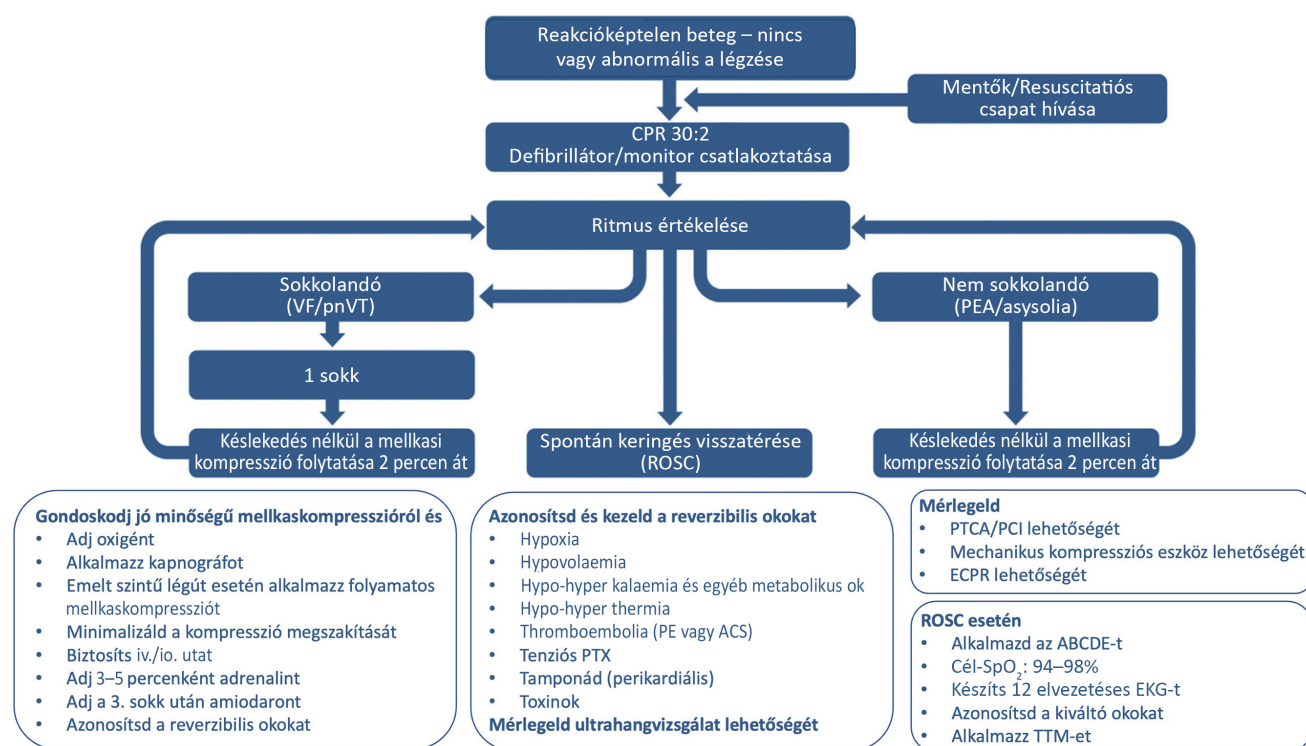 Reakcióképtelen beteg – nincs
vagy abnormális a légzése
Mentők/Resuscitatiós
csapat hívása
CPR 30:2
Defibrillátor/monitor csatlakoztatása
Ritmus értékelése
Sokkolandó
(VF/pnVT)
Nem sokkolandó
(PEA/asysolia)
1 sokk
Késlekedés nélkül a mellkasi
kompresszió folytatása 2 percen át
Spontán keringés visszatérése
(ROSC)
Késlekedés nélkül a mellkasi
kompresszió folytatása 2 percen át
Gondoskodj jó minőségű mellkaskompresszióról és
• Adj oxigént
• Alkalmazz kapnográfot
• Emelt szintű légút esetén alkalmazz folyamatos
mellkaskompressziót
• Minimalizáld a kompresszió megszakítását
• Biztosíts iv./io. utat
• Adj 3–5 percenként adrenalint
• Adj a 3. sokk után amiodaront
• Azonosítsd a reverzibilis okokat
Azonosítsd és kezeld a reverzibilis okokat
• Hypoxia
• Hypovolaemia
• Hypo-hyper kalaemia és egyéb metabolikus ok
• Hypo-hyper thermia
• Thromboembolia (PE vagy ACS)
• Tenziós PTX
• Tamponád (perikardiális)
• Toxinok
Mérlegeld ultrahangvizsgálat lehetőségét
Mérlegeld
• PTCA/PCI lehetőségét
• Mechanikus kompressziós eszköz lehetőségét
• ECPR lehetőségét
ROSC esetén
• Alkalmazd az ABCDE-t
• Cél-SpO₂: 94–98%
• Készíts 12 elvezetéses EKG-t
• Azonosítsd a kiváltó okokat
• Alkalmazz TTM-et